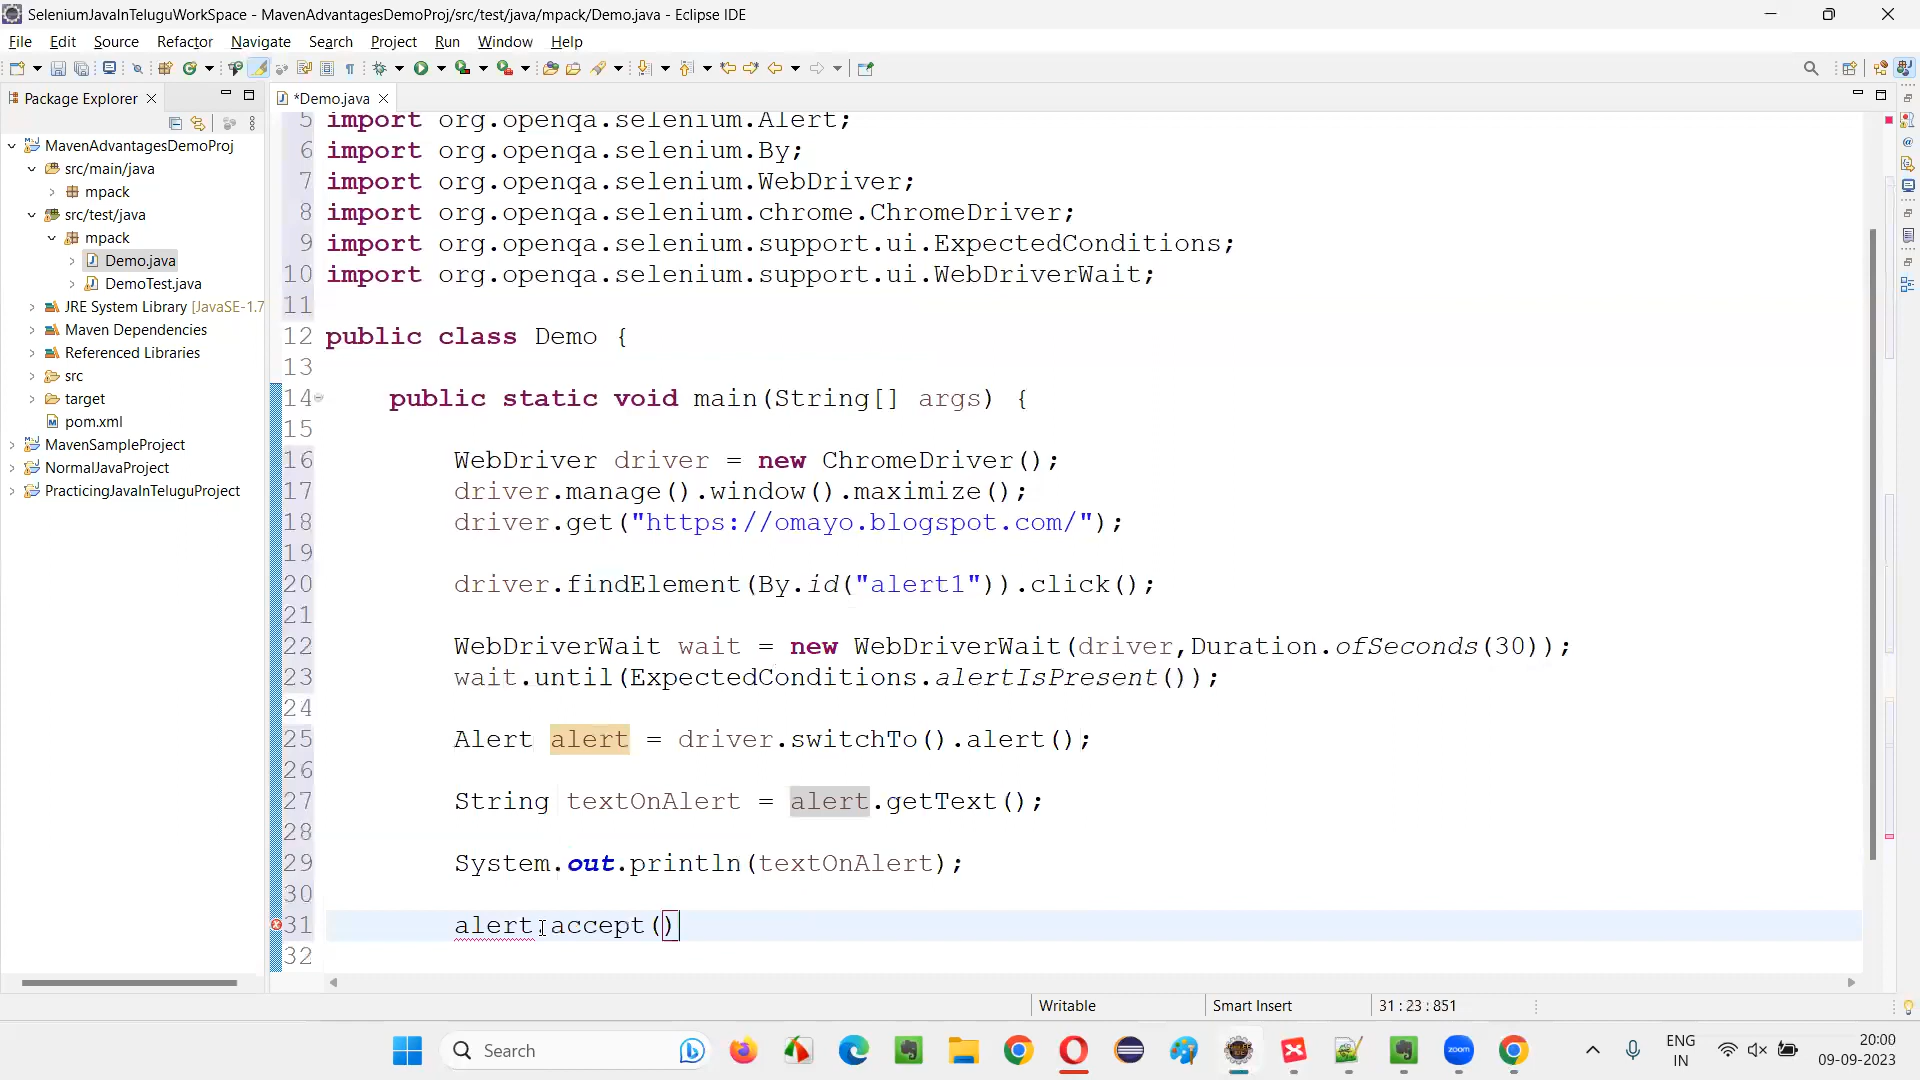 SeleniumJavaInTeluguWorkSpace - MavenAdvantagesDemoProj/src/test/java/mpack/Demo.java - Eclipse IDE
File Edit Source Refactor Navigate Search Project Run Window Help
Package Explorer
*Demo.java
MavenAdvantagesDemoProj
src/main/java
mpack
src/test/java
mpack
Demo.java
DemoTest.java
JRE System Library [JavaSE-1.7
Maven Dependencies
Referenced Libraries
src
target
pom.xml
MavenSampleProject
NormalJavaProject
PracticingJavaInTeluguProject
5 import org.openqa.selenium.Alert;
6 import org.openqa.selenium.By;
7 import org.openqa.selenium.WebDriver;
8 import org.openqa.selenium.chrome.ChromeDriver;
9 import org.openqa.selenium.support.ui.ExpectedConditions;
10 import org.openqa.selenium.support.ui.WebDriverWait;
11
12 public class Demo {
13
14 public static void main(String[] args) {
15
16 WebDriver driver = new ChromeDriver();
17 driver.manage().window().maximize();
18 driver.get("https://omayo.blogspot.com/");
19
20 driver.findElement(By.id("alert1")).click();
21
22 WebDriverWait wait = new WebDriverWait(driver,Duration.ofSeconds(30));
23 wait.until(ExpectedConditions.alertIsPresent());
24
25 Alert alert = driver.switchTo().alert();
26
27 String textOnAlert = alert.getText();
28
29 System.out.println(textOnAlert);
30
31 alert.accept()
32
Writable
Smart Insert
31 : 23 : 851
Search
zoom
ENG
IN
20:00
09-09-2023